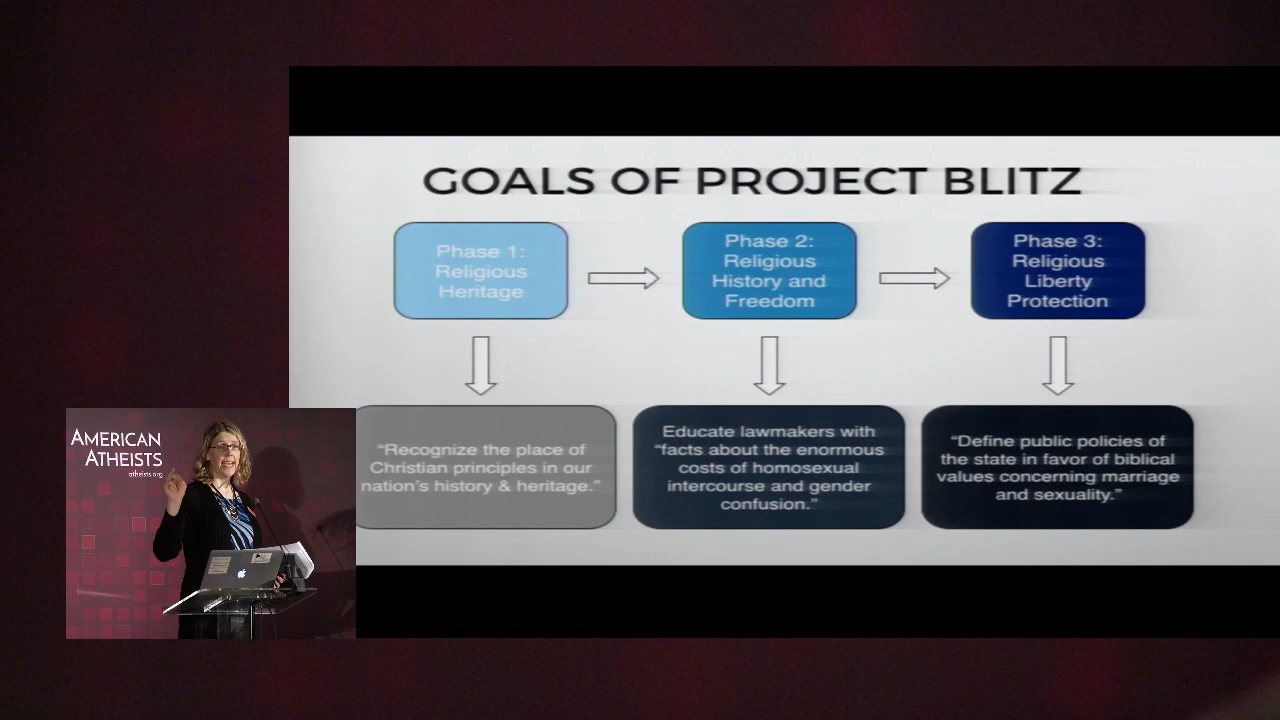 GOALS OF PROJECT BLITZ
Phase 1:
Religious
Heritage
Phase 2:
Religious
History and
Freedom
Phase 3:
Religious
Liberty
Protection
“Recognize the place of
Christian principles in our
nation’s history & heritage.”
Educate lawmakers with
“facts about the enormous
costs of homosexual
intercourse and gender
confusion.”
“Define public policies of
the state in favor of biblical
values concerning marriage
and sexuality.”
AMERICAN
ATHEISTS
atheists.org